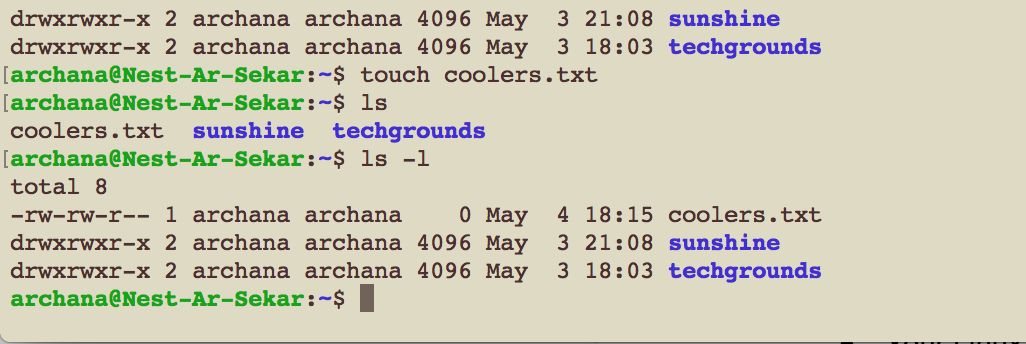 drwxrwxr-x 2 archana archana 4096 May  3 21:08 sunshine
drwxrwxr-x 2 archana archana 4096 May  3 18:03 techgrounds
[archana@Nest-Ar-Sekar:~$ touch coolers.txt
[archana@Nest-Ar-Sekar:~$ ls
coolers.txt  sunshine  techgrounds
[archana@Nest-Ar-Sekar:~$ ls -l
total 8
-rw-rw-r-- 1 archana archana    0 May  4 18:15 coolers.txt
drwxrwxr-x 2 archana archana 4096 May  3 21:08 sunshine
drwxrwxr-x 2 archana archana 4096 May  3 18:03 techgrounds
archana@Nest-Ar-Sekar:~$